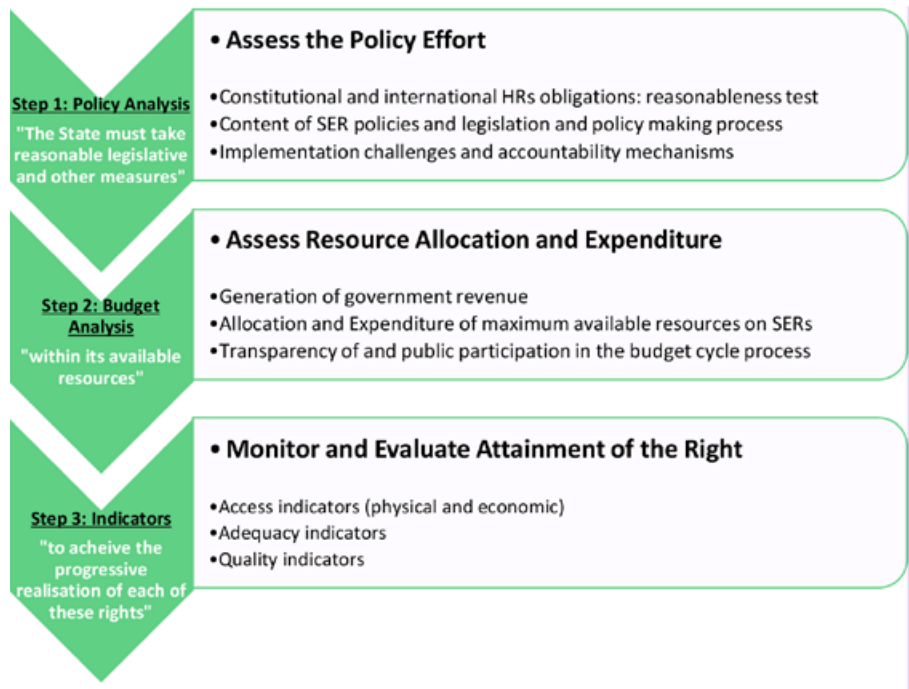 Step 1: Policy Analysis
"The State must take
reasonable legislative
and other measures"
• Assess the Policy Effort
•Constitutional and international HRs obligations: reasonableness test
•Content of SER policies and legislation and policy making process
•Implementation challenges and accountability mechanisms
Step 2: Budget
Analysis
"within its available
resources"
• Assess Resource Allocation and Expenditure
•Generation of government revenue
•Allocation and Expenditure of maximum available resources on SERs
•Transparency of and public participation in the budget cycle process
Step 3: Indicators
"to acheive the
progressive
realisation of each of
these rights"
• Monitor and Evaluate Attainment of the Right
•Access indicators (physical and economic)
•Adequacy indicators
•Quality indicators